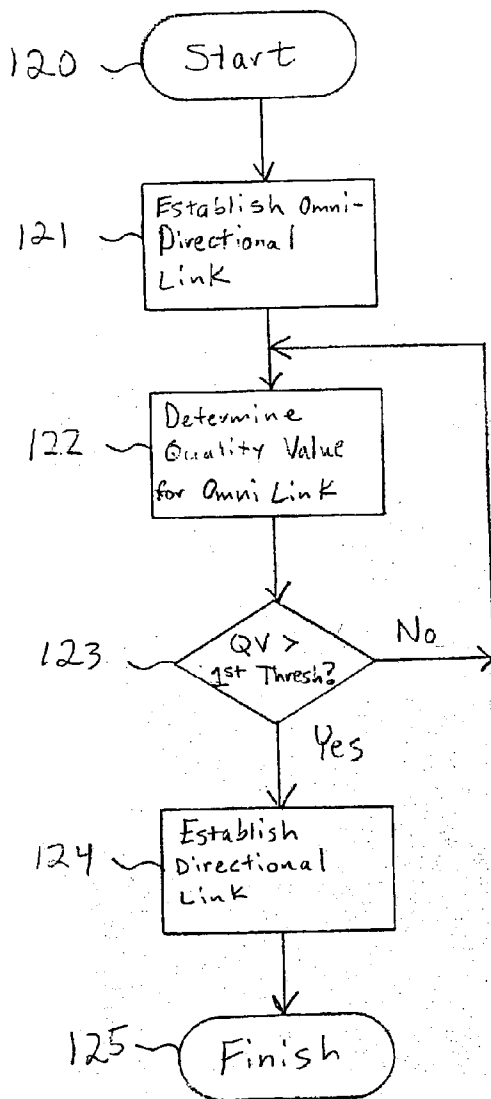 120
Start
121
Establish Omni-
Directional
Link
122
Determine
Quality Value
for Omni Link
123
QV >
1st Thresh?
No
Yes
124
Establish
Directional
Link
125
Finish